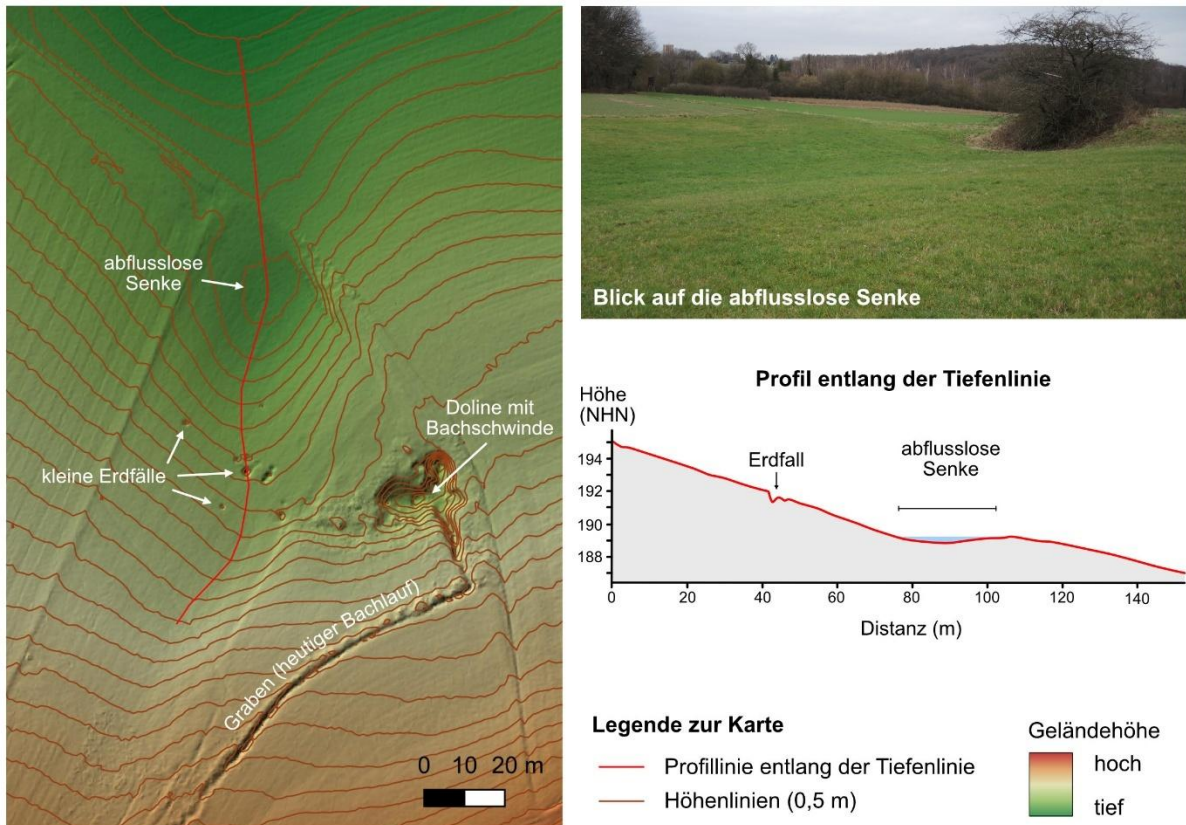 abflusslose
Senke
kleine Erdfälle
Doline mit
Bachschwinde
Graben (heutiger Bachlauf)
0 10 20 m
Blick auf die abflusslose Senke
Profil entlang der Tiefenlinie
Höhe
(NHN)
194
192
190
188
Erdfall
abflusslose
Senke
0 20 40 60 80 100 120 140
Distanz (m)
Legende zur Karte
Profillinie entlang der Tiefenlinie
Höhenlinien (0,5 m)
Geländehöhe
hoch
tief